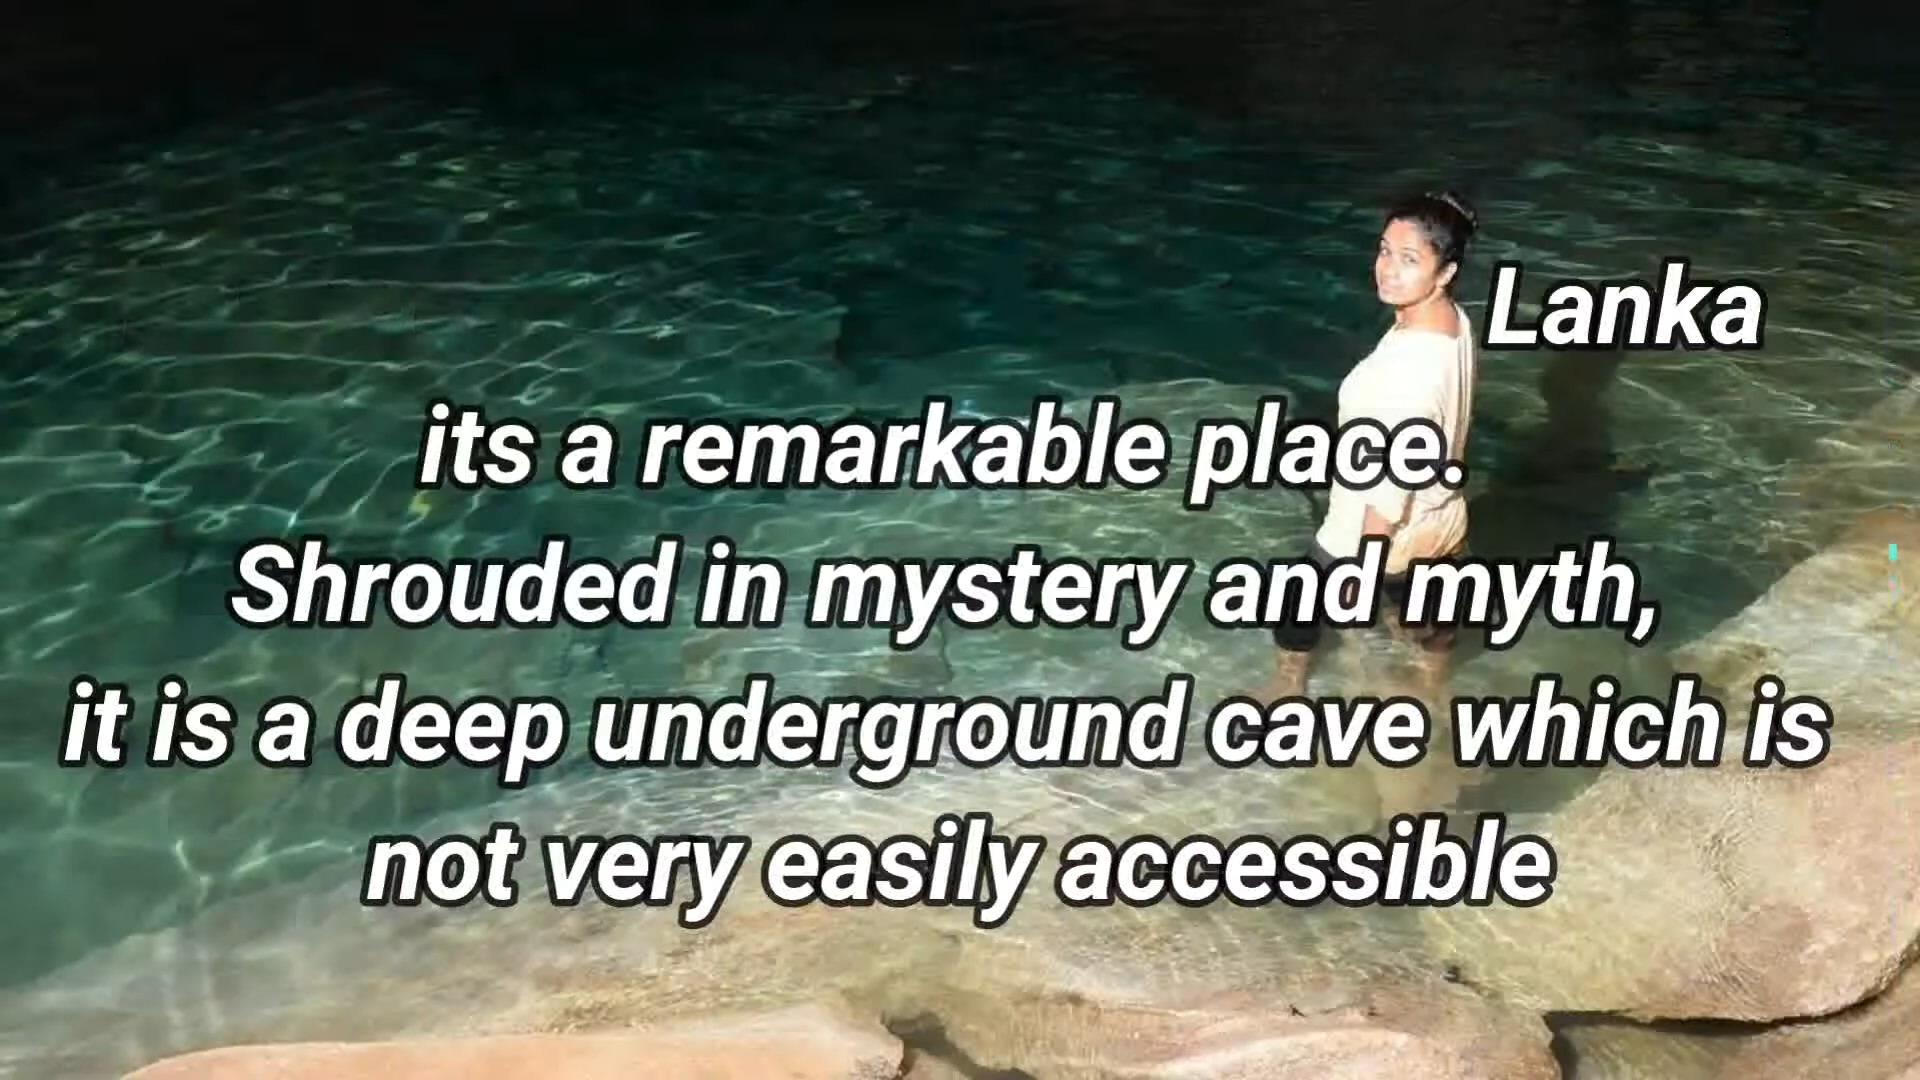 Lanka
its a remarkable place.
Shrouded in mystery and myth,
it is a deep underground cave which is
not very easily accessible